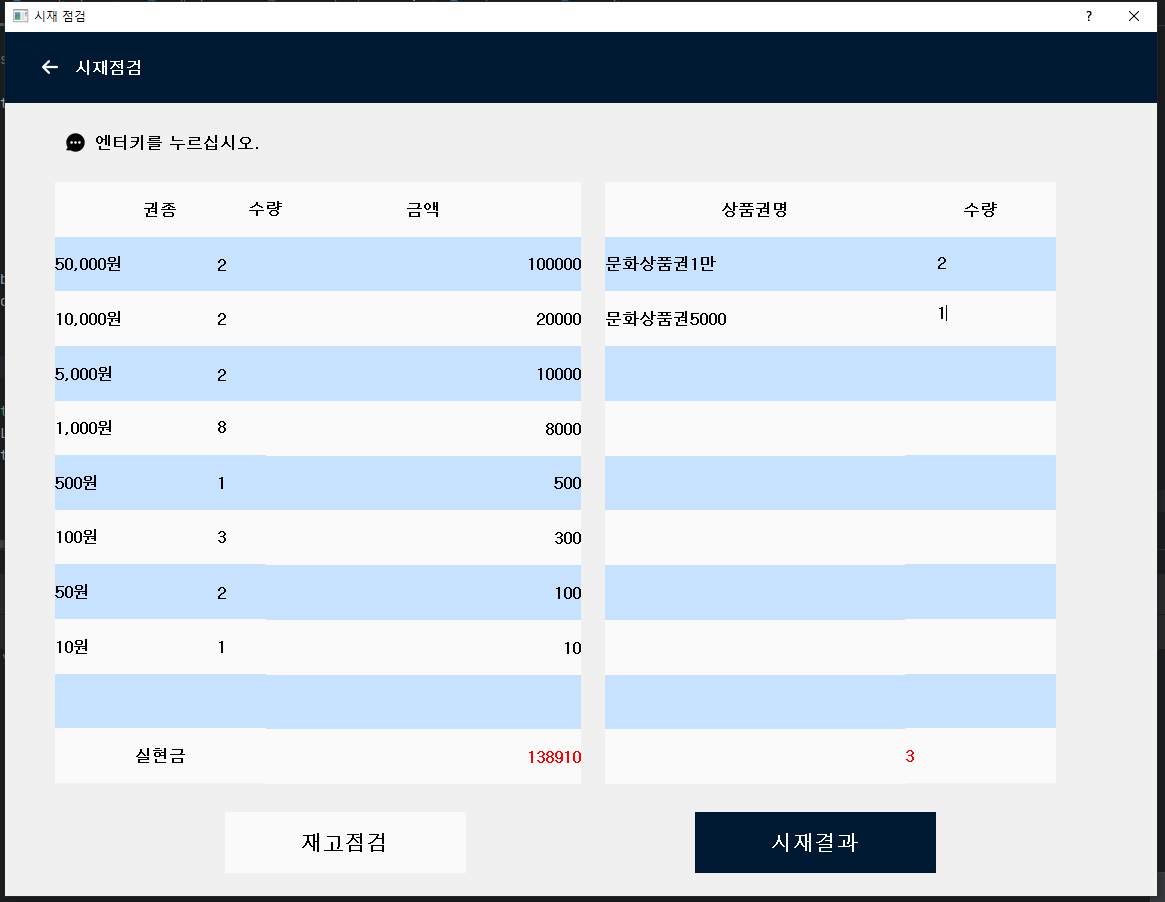 시재 점검
?
시재점검
엔터키를 누르십시오.
권종 수량 금액 상품권명 수량
50,000원 2 100000 문화상품권1만 2
10,000원 2 20000 문화상품권5000 1
5,000원 2 10000
1,000원 8 8000
500원 1 500
100원 3 300
50원 2 100
10원 1 10
실현금 138910 3
재고점검 시재결과